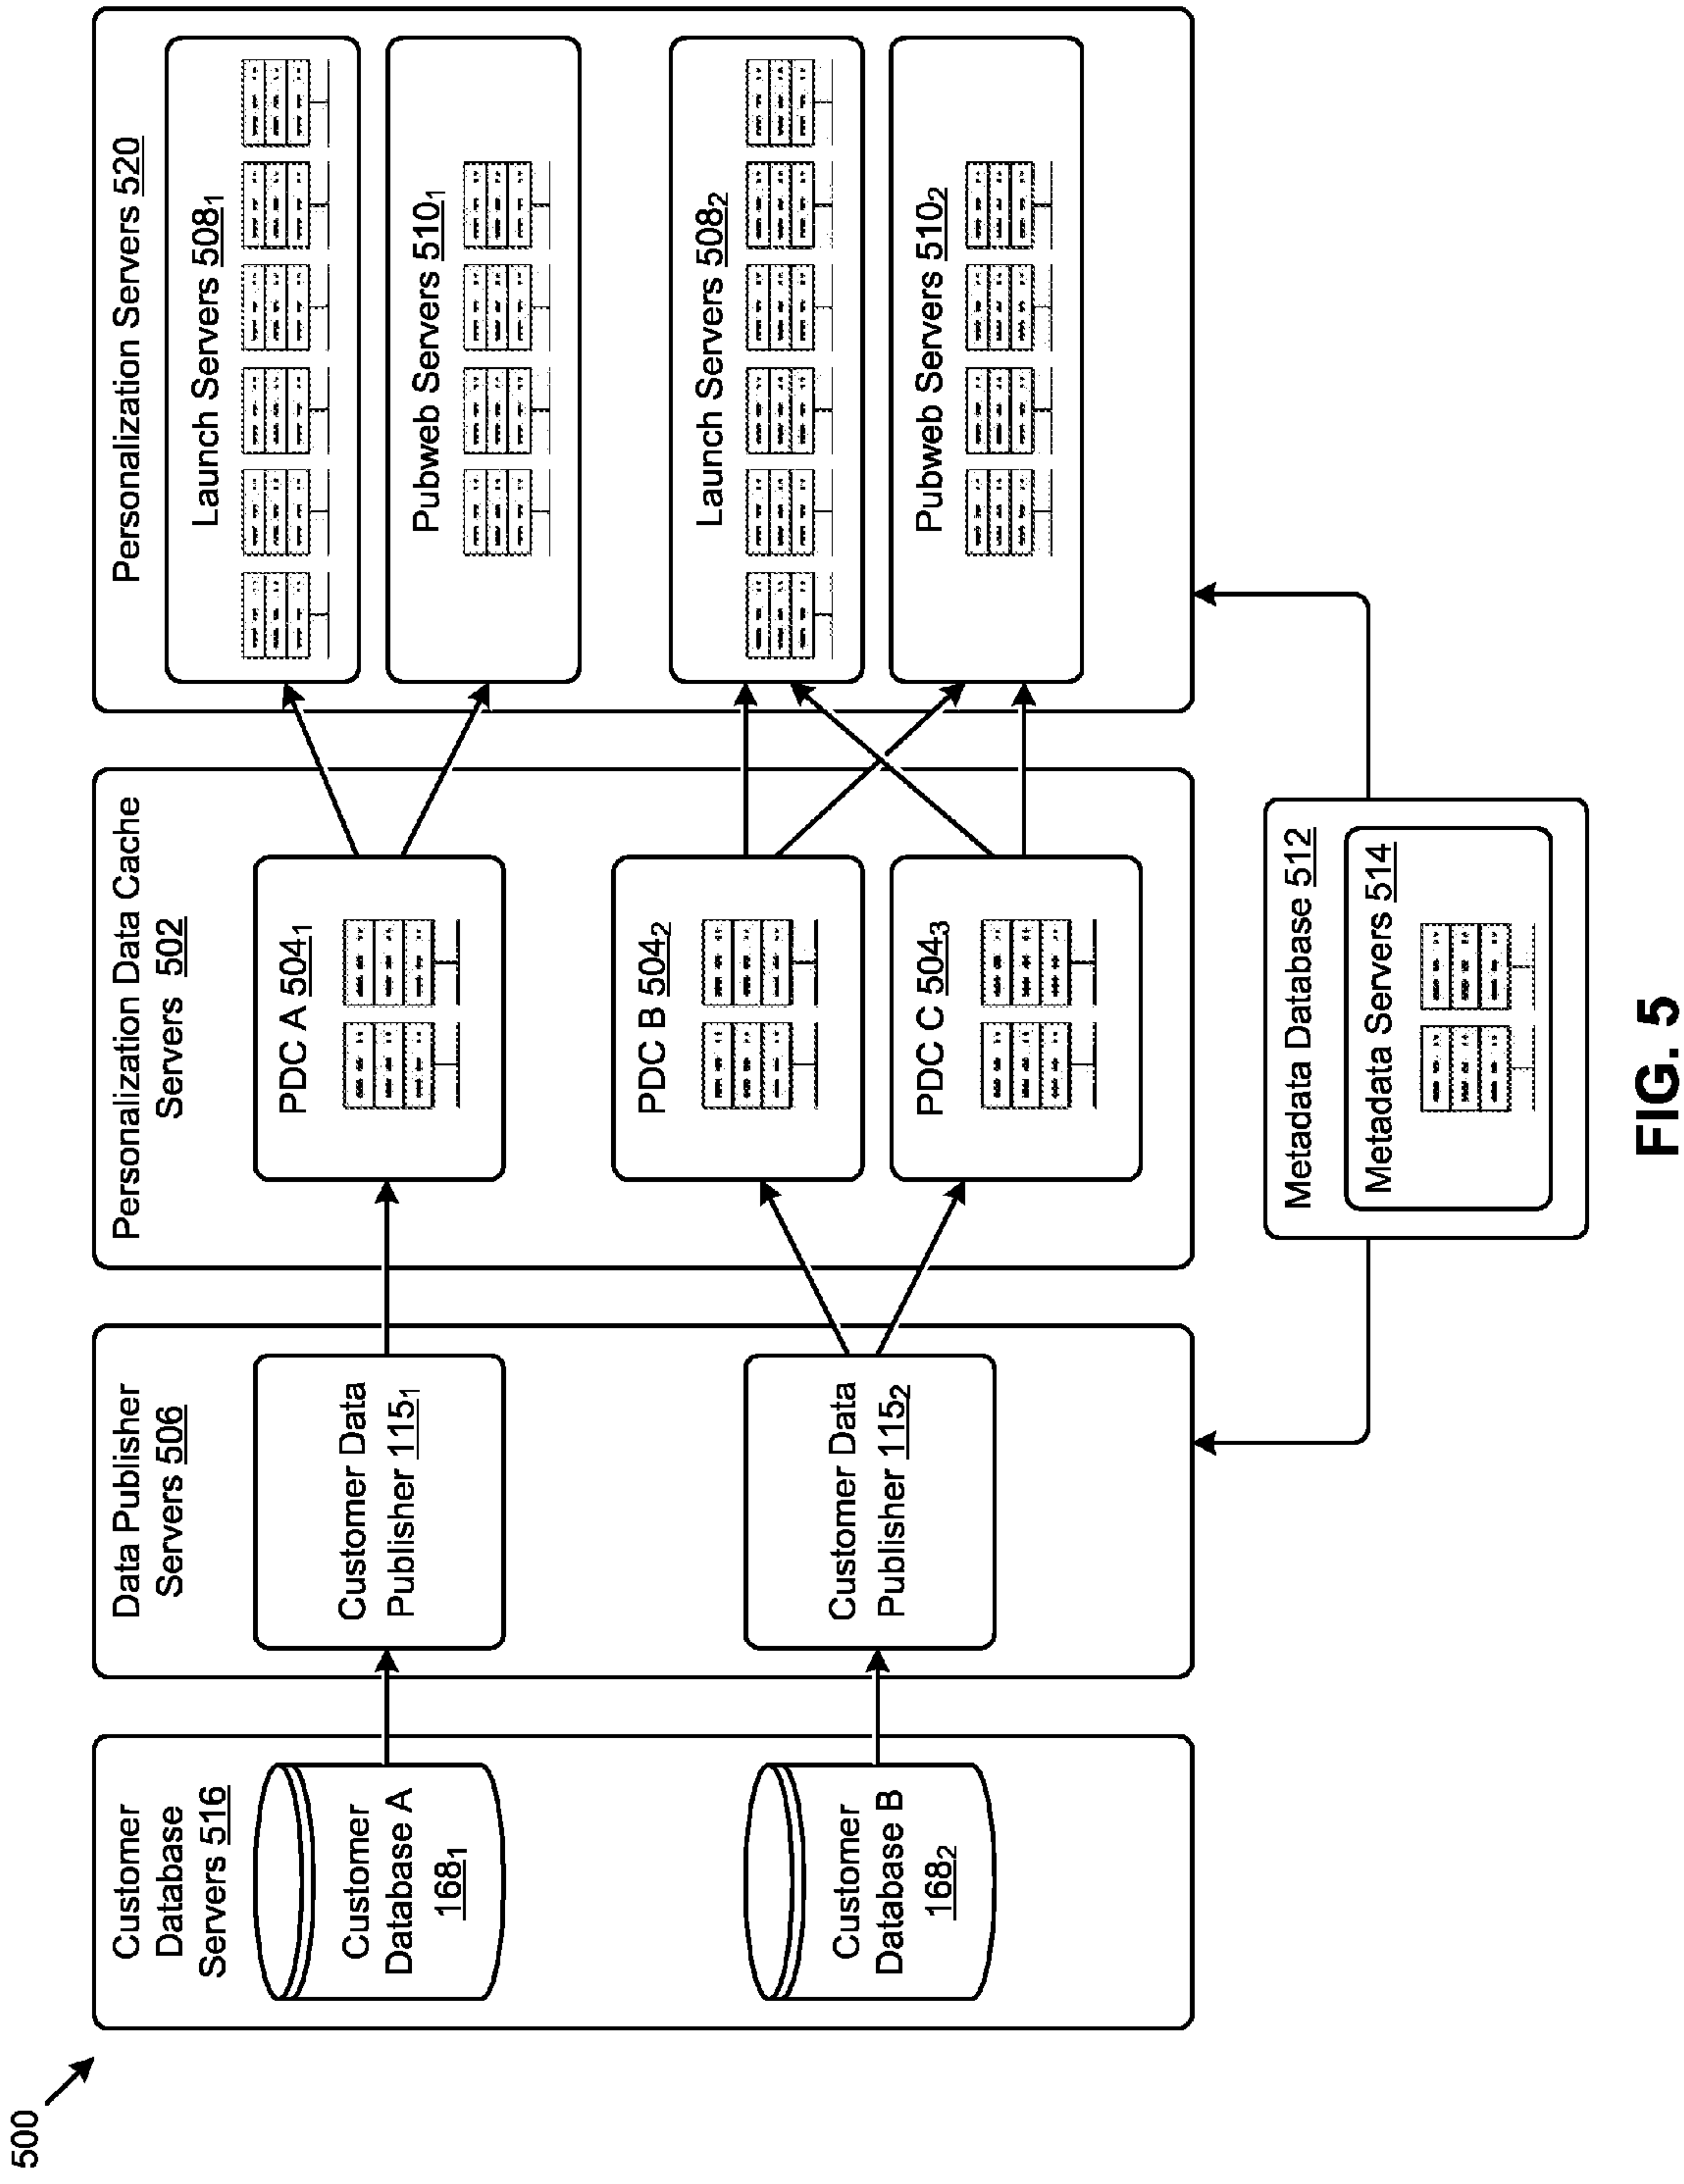 500
Customer
Database
Servers 516
Customer
Database A
168₁
Customer
Database B
168₂
Data Publisher
Servers 506
Customer Data
Publisher 115₁
Customer Data
Publisher 115₂
Personalization Data Cache
Servers 502
PDC A 504₁
PDC B 504₂
PDC C 504₃
Personalization Servers 520
Launch Servers 508₁
Pubweb Servers 510₁
Launch Servers 508₂
Pubweb Servers 510₂
Metadata Database 512
Metadata Servers 514
FIG. 5